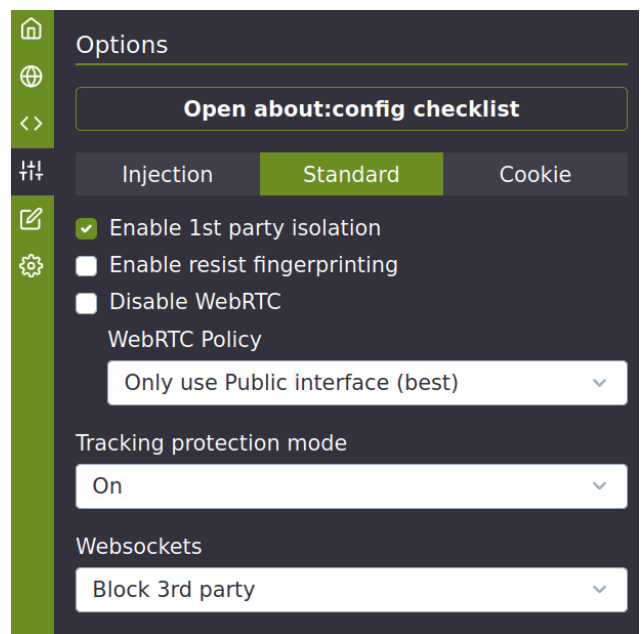 Options
Open about:config checklist
Injection Standard Cookie
Enable 1st party isolation
Enable resist fingerprinting
Disable WebRTC
WebRTC Policy
Only use Public interface (best)
Tracking protection mode
On
Websockets
Block 3rd party